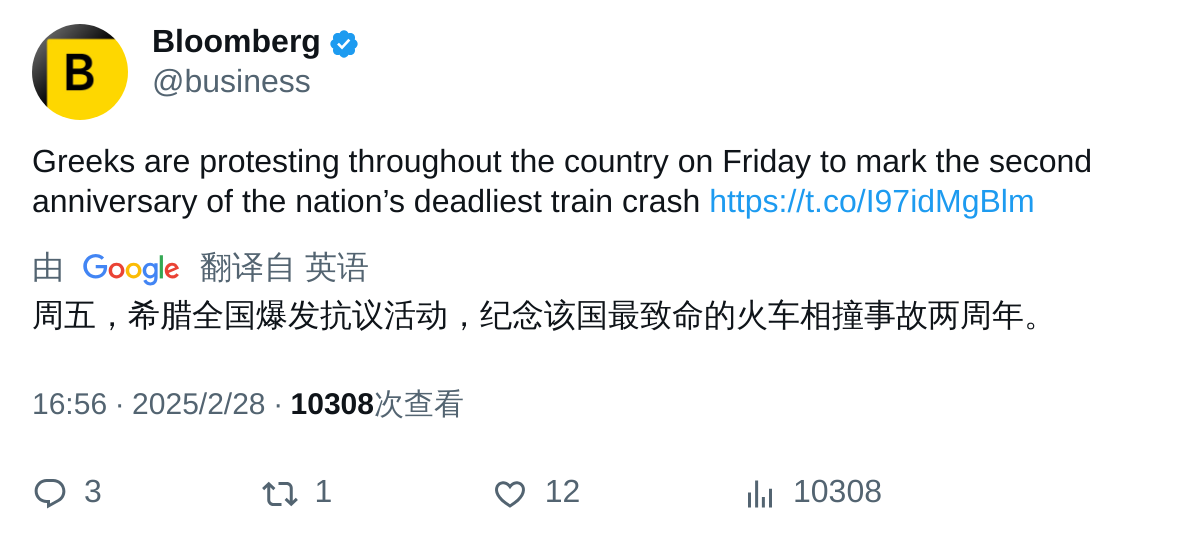 B
Bloomberg
@business
Greeks are protesting throughout the country on Friday to mark the second
anniversary of the nation’s deadliest train crash https://t.co/I97idMgBlm
由 Google 翻译自 英语
周五，希腊全国爆发抗议活动，纪念该国最致命的火车相撞事故两周年。
16:56 · 2025/2/28 · 10308次查看
3 1 12 10308